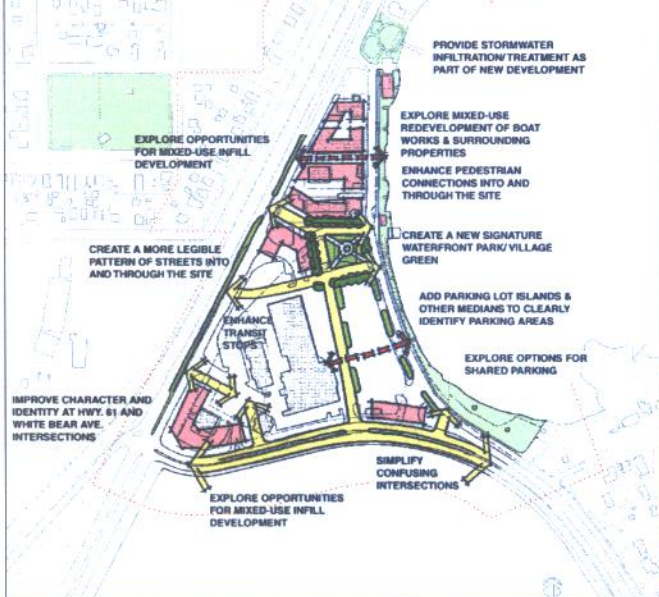 PROVIDE STORMWATER
INFILTRATION/ TREATMENT AS
PART OF NEW DEVELOPMENT
EXPLORE MIXED-USE
REDEVELOPMENT OF BOAT
WORKS & SURROUNDING
PROPERTIES
EXPLORE OPPORTUNITIES
FOR MIXED-USE INFILL
DEVELOPMENT
ENHANCE PEDESTRIAN
CONNECTIONS INTO AND
THROUGH THE SITE
CREATE A NEW SIGNATURE
WATERFRONT PARK/ VILLAGE
GREEN
CREATE A MORE LEGIBLE
PATTERN OF STREETS INTO
AND THROUGH THE SITE
ADD PARKING LOT ISLANDS &
OTHER MEDIANS TO CLEARLY
IDENTIFY PARKING AREAS
ENHANCE
TRANSIT
STOPS
EXPLORE OPTIONS FOR
SHARED PARKING
IMPROVE CHARACTER AND
IDENTITY AT HWY. 61 AND
WHITE BEAR AVE.
INTERSECTIONS
SIMPLIFY
CONFUSING
INTERSECTIONS
EXPLORE OPPORTUNITIES
FOR MIXED-USE INFILL
DEVELOPMENT